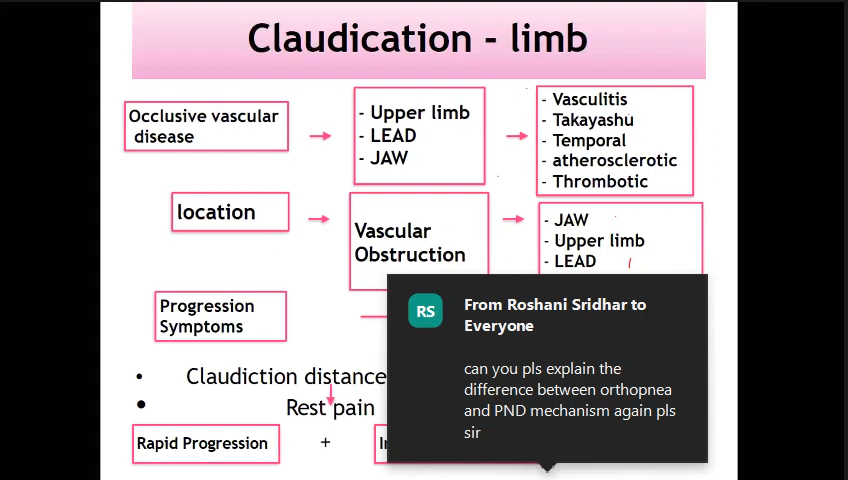 Claudication - limb
Occlusive vascular
disease
- Upper limb
- LEAD
- JAW
- Vasculitis
- Takayashu
- Temporal
- atherosclerotic
- Thrombotic
location
Vascular
Obstruction
- JAW
- Upper limb
- LEAD
Progression
Symptoms
• Claudiction distance
• Rest pain
Rapid Progression + 
RS
From Roshani Sridhar to
Everyone
can you pls explain the
difference between orthopnea
and PND mechanism again pls
sir